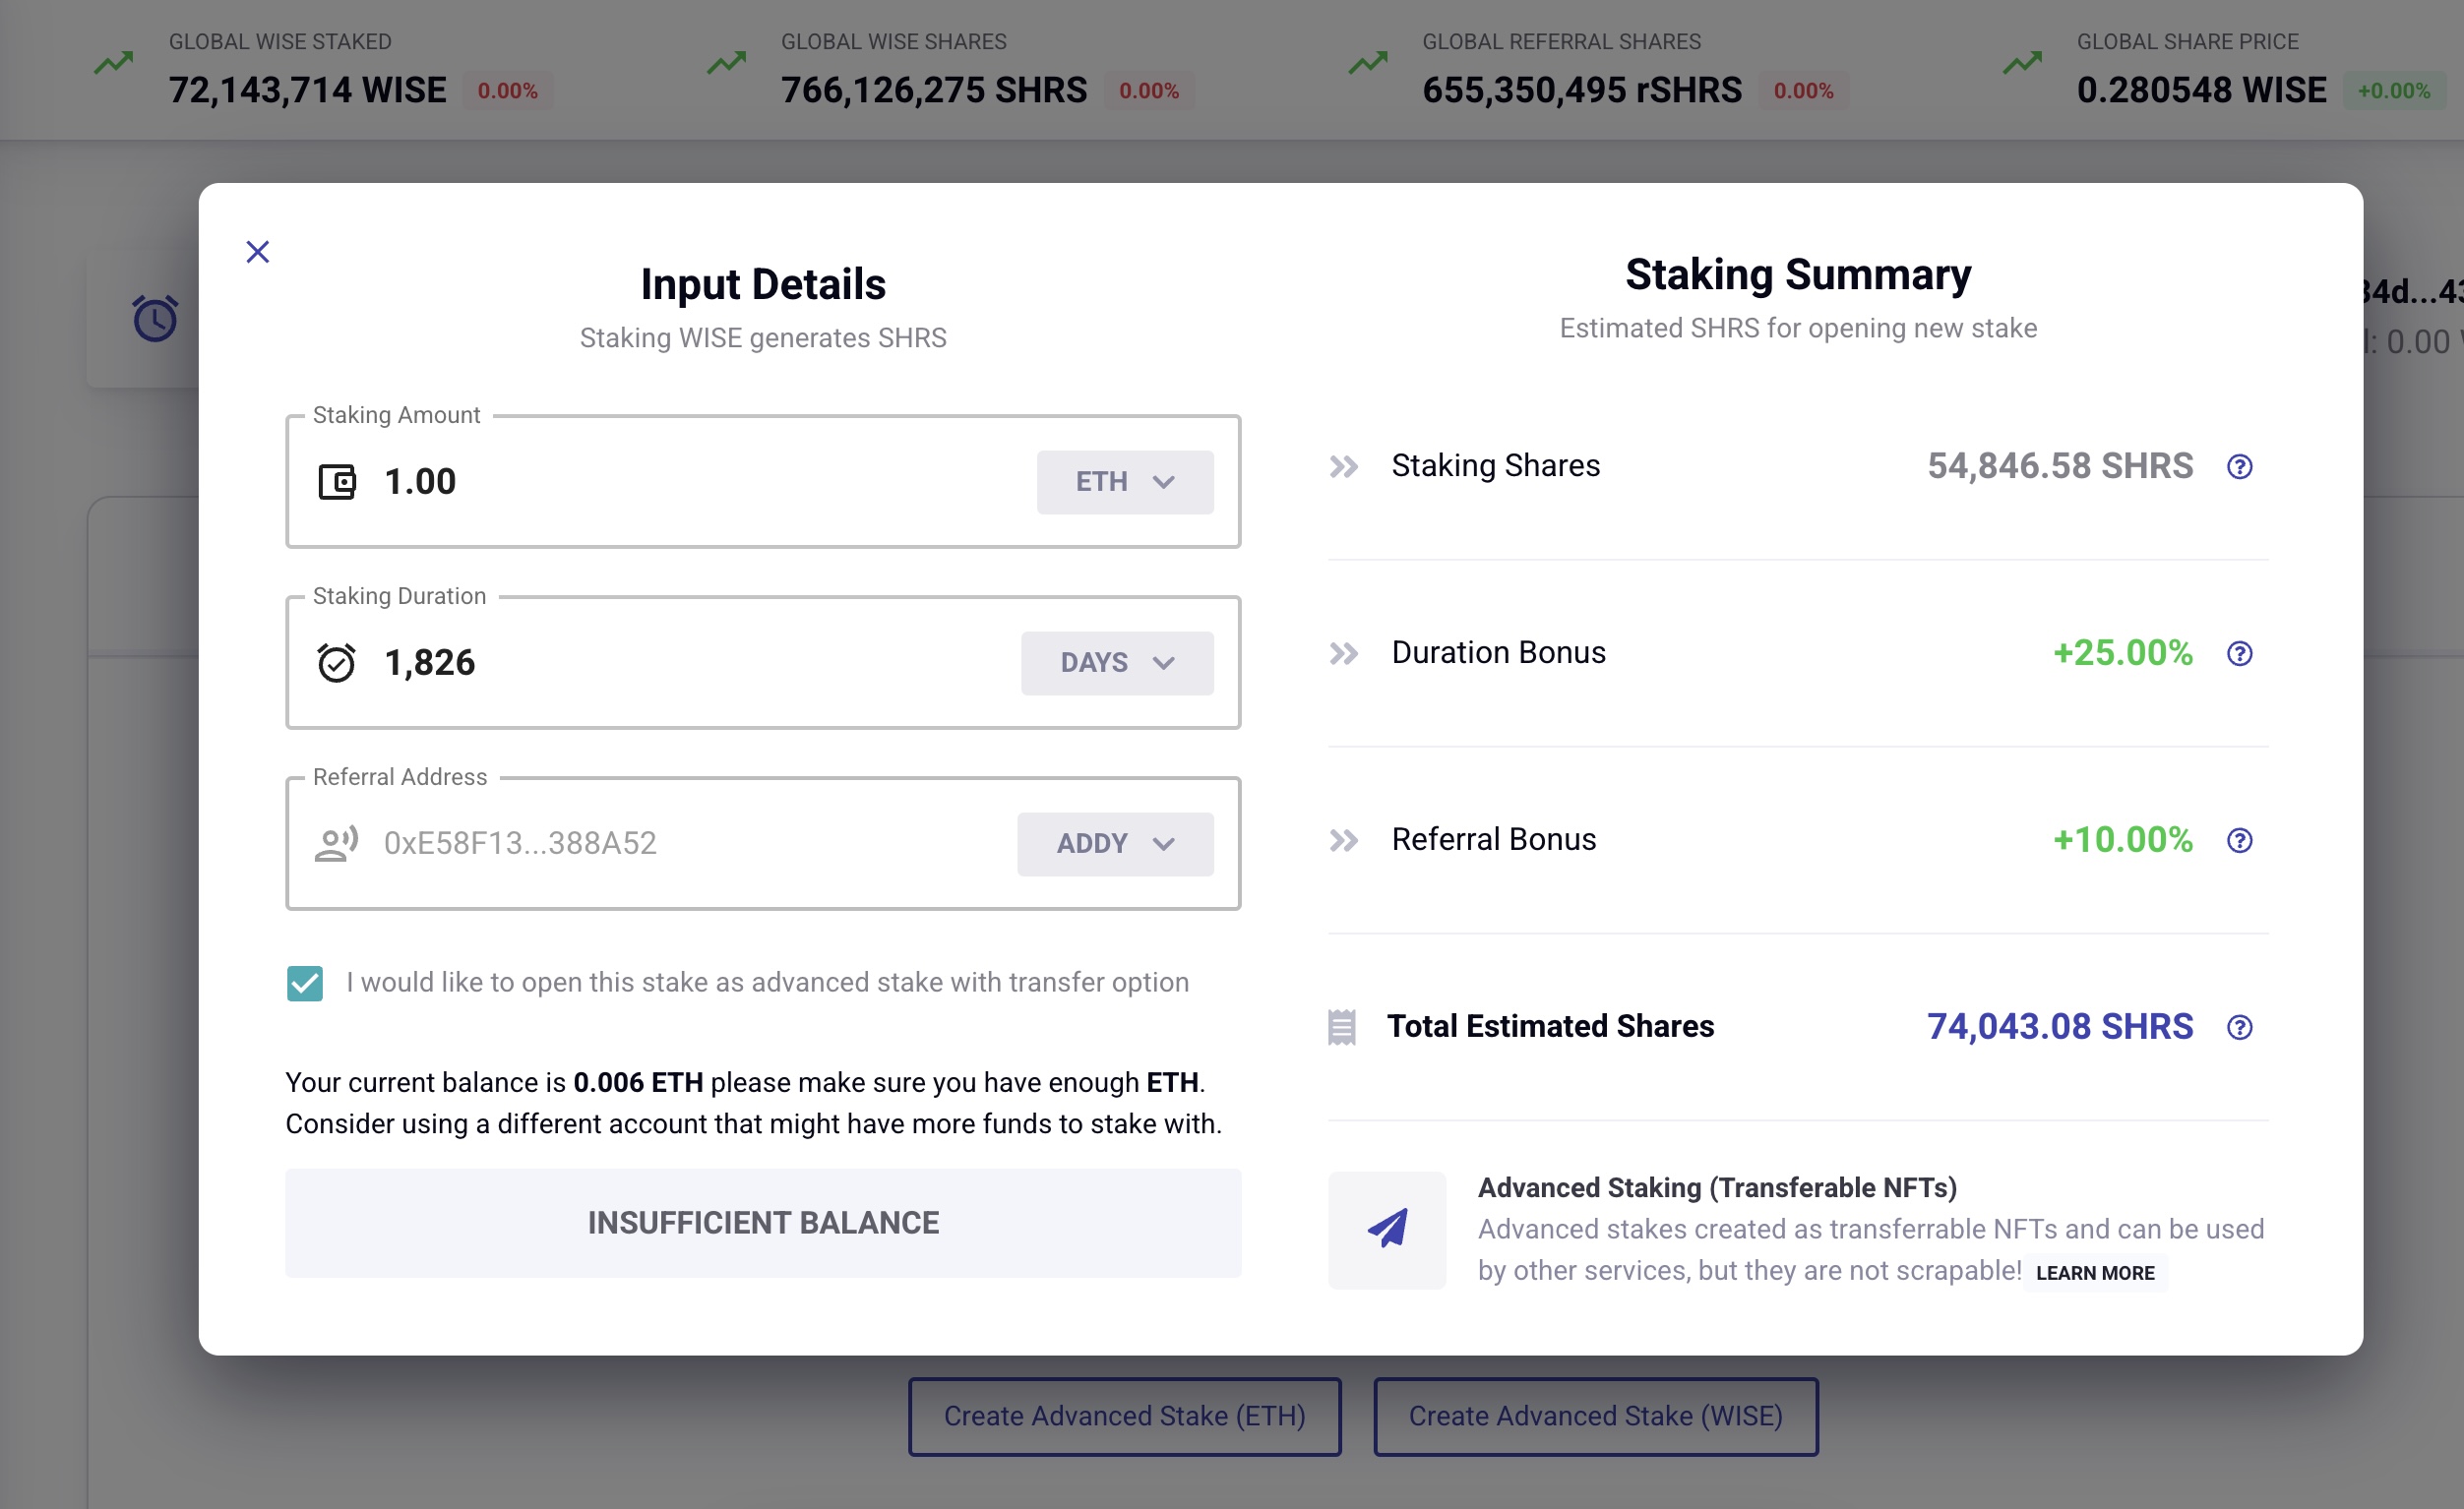 GLOBAL WISE STAKED
72,143,714 WISE 0.00%
GLOBAL WISE SHARES
766,126,275 SHRS 0.00%
GLOBAL REFERRAL SHARES
655,350,495 rSHRS 0.00%
GLOBAL SHARE PRICE
0.280548 WISE +0.00%
Input Details
Staking WISE generates SHRS
Staking Amount
1.00 ETH
Staking Duration
1,826 DAYS
Referral Address
0xE58F13...388A52 ADDY
I would like to open this stake as advanced stake with transfer option
Your current balance is 0.006 ETH please make sure you have enough ETH.
Consider using a different account that might have more funds to stake with.
INSUFFICIENT BALANCE
Staking Summary
Estimated SHRS for opening new stake
Staking Shares 54,846.58 SHRS
Duration Bonus +25.00%
Referral Bonus +10.00%
Total Estimated Shares 74,043.08 SHRS
Advanced Staking (Transferable NFTs)
Advanced stakes created as transferrable NFTs and can be used
by other services, but they are not scrapable! LEARN MORE
4d...43
: 0.00
Create Advanced Stake (ETH)
Create Advanced Stake (WISE)